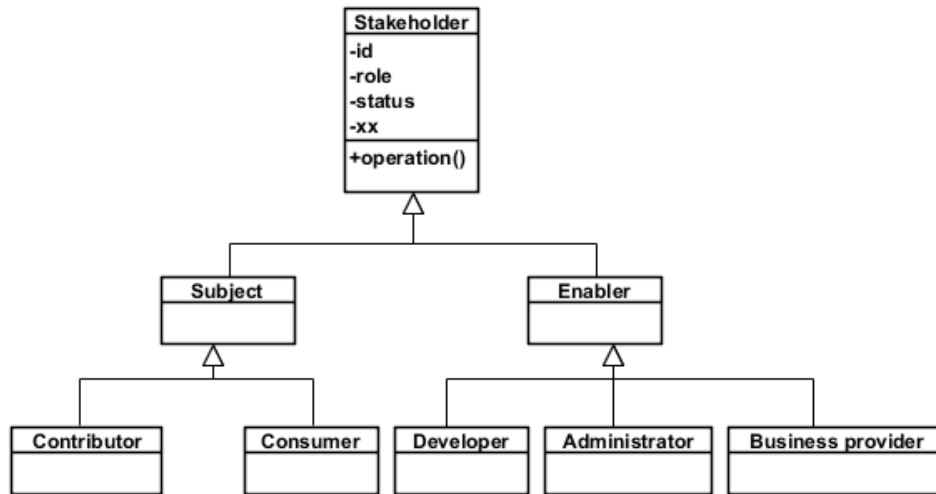 Stakeholder
-id
-role
-status
-xx
+operation()
Subject
Enabler
Contributor
Consumer
Developer
Administrator
Business provider